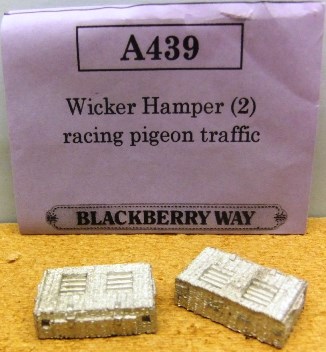 A439
Wicker Hamper (2)
racing pigeon traffic
BLACKBERRY WAY